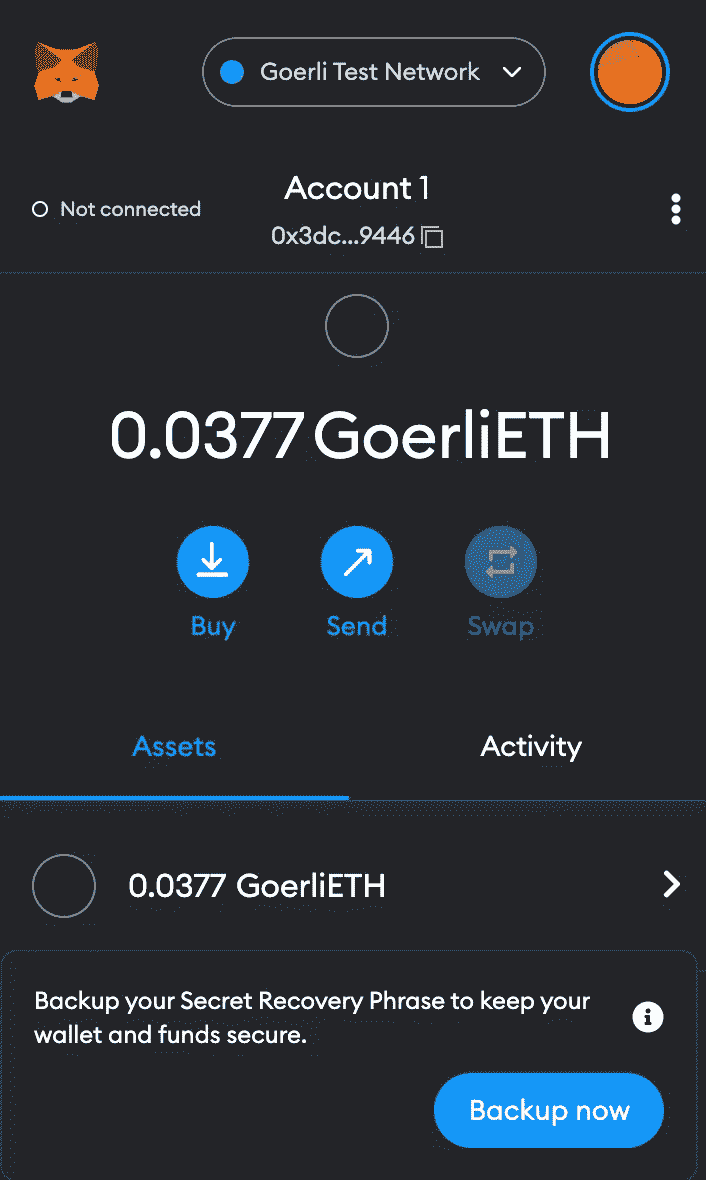 Goerli Test Network
Account 1
Not connected
0x3dc...9446
0.0377 GoerliETH
Buy
Send
Swap
Assets
Activity
0.0377 GoerliETH
Backup your Secret Recovery Phrase to keep your
wallet and funds secure.
Backup now